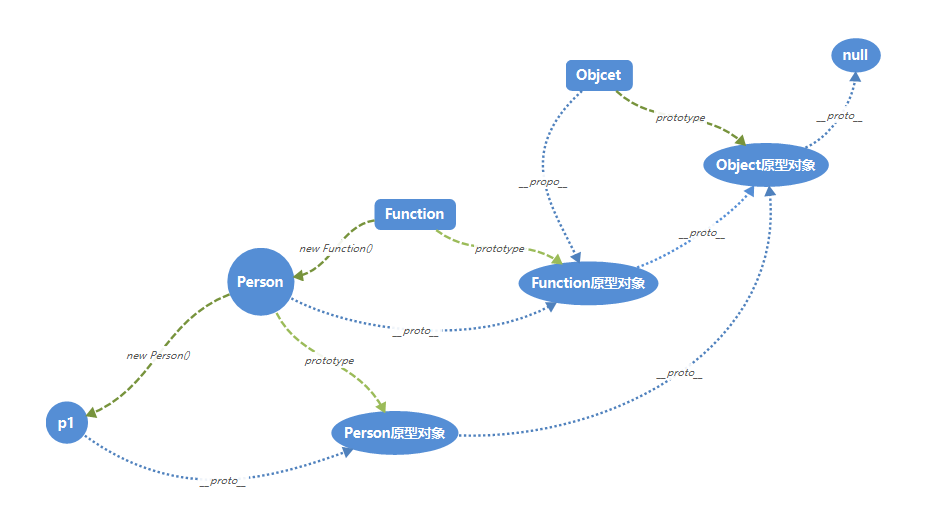 null
Objcet
prototype
__proto__
Object原型对象
__propo__
Function
new Function()
prototype
__proto__
Person
Function原型对象
__proto__
new Person()
prototype
__proto__
p1
Person原型对象
__proto__